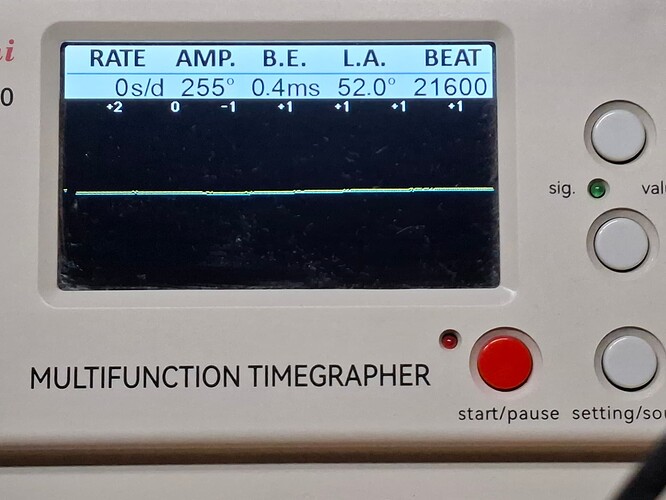 RATE AMP. B.E. L.A. BEAT
0s/d 255° 0.4ms 52.0° 21600
+2 0 -1 +1 +1 +1 +1
0
sig.
MULTIFUNCTION TIMEGRAPHER
start/pause